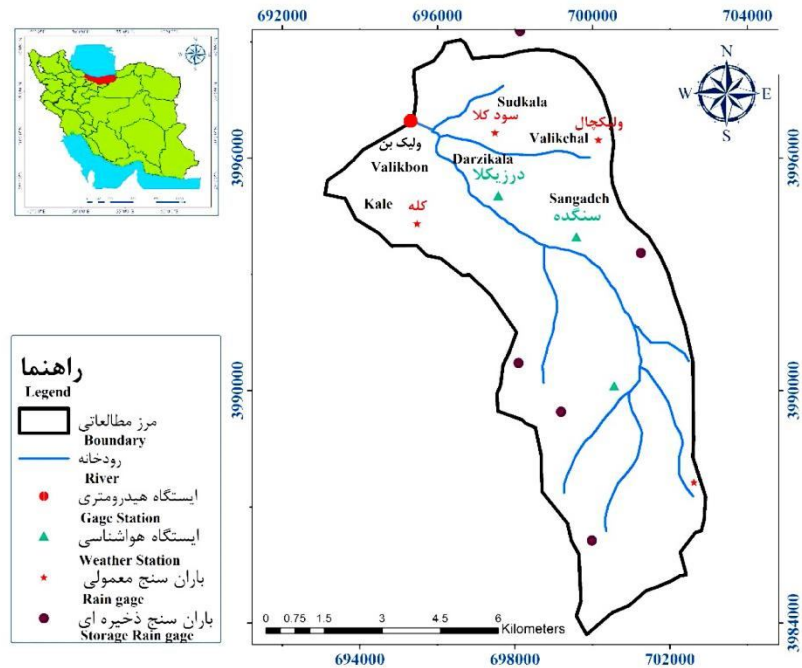 692000 696000 700000 704000
N
W E
S
Sudkala
سود کلا
ولیکچال
Valikchal
ولیک بن
Valikbon
Darzikala
درزیکلا
Kale
کله
Sangadeh
سنگده
3996000
3996000
3990000
3990000
3984000
3984000
راهنما
Legend
مرز مطالعاتی
Boundary
رودخانه
River
ایستگاه هیدرومتری
Gage Station
ایستگاه هواشناسی
Weather Station
باران سنج معمولی
Rain gage
باران سنج ذخیره ای
Storage Rain gage
0 0.75 1.5 3 4 5 6
Kilometers
694000 698000 702000